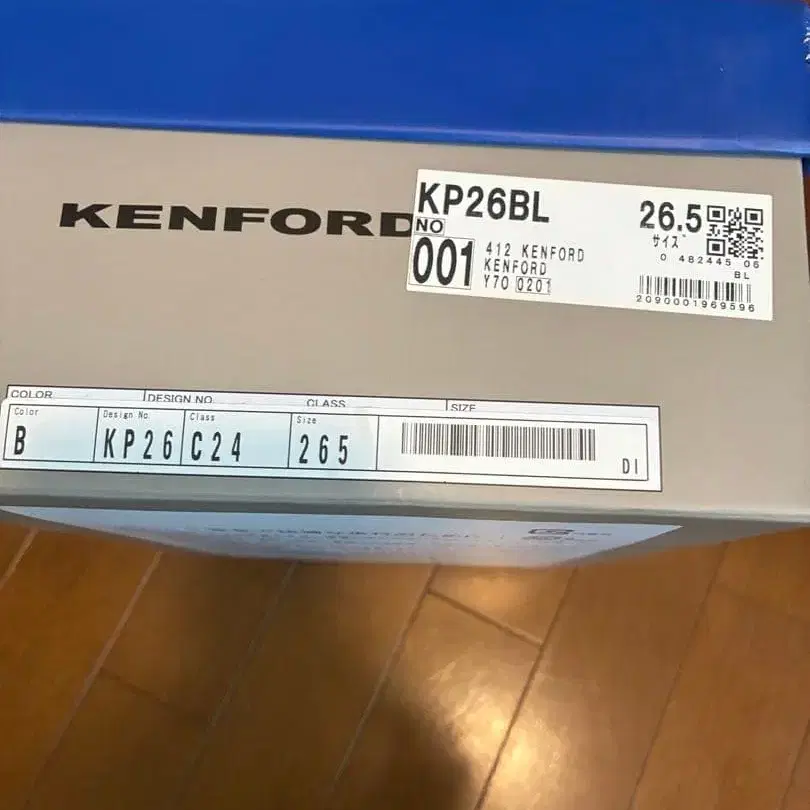 KENFORD
KP26BL
26.5
サイズ
NO
001
412 KENFORD
KENFORD
Y70 0201
0 482445 06
BL
2090001969596
COLOR
DESIGN NO.
CLASS
SIZE
Color
Design No.
Class
Size
B
KP26
C24
265
DI